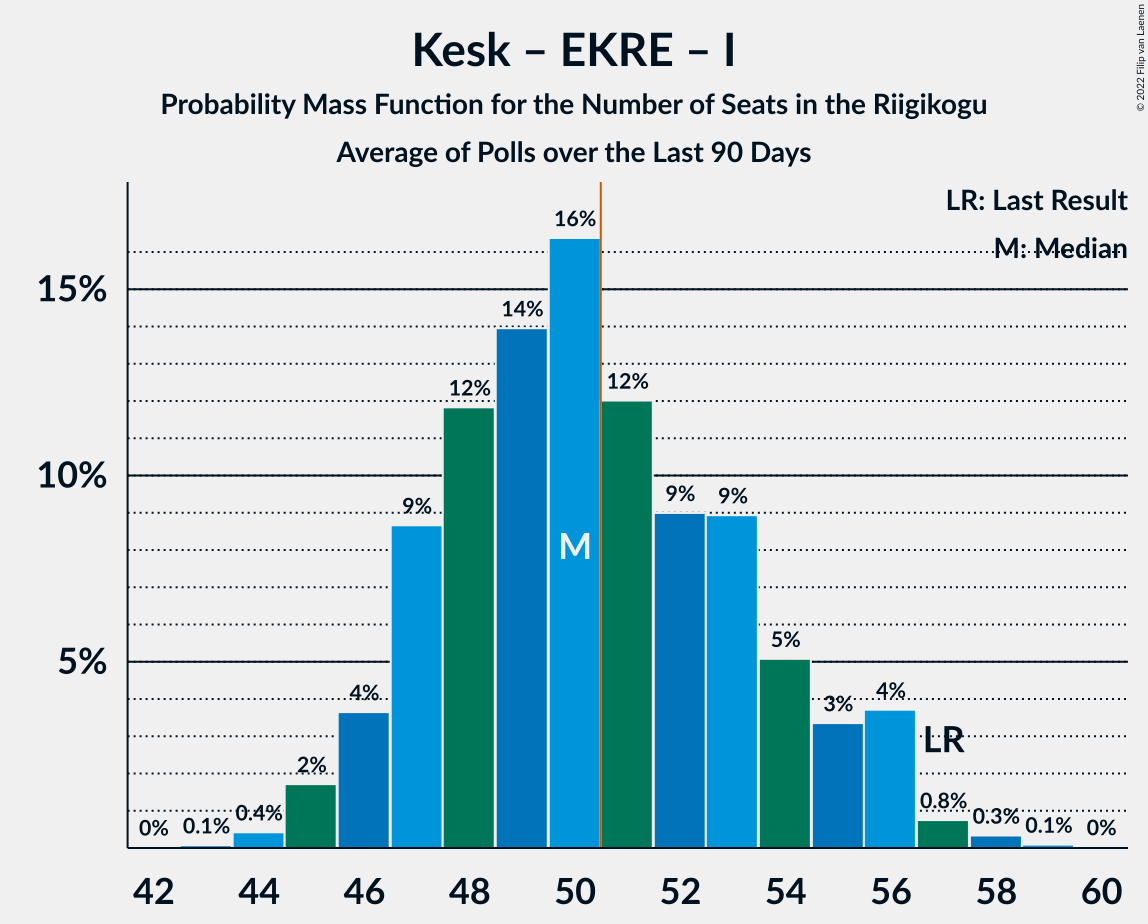 Kesk – EKRE – I
Probability Mass Function for the Number of Seats in the Riigikogu
Average of Polls over the Last 90 Days
© 2022 Filip van Laenen
LR: Last Result
M: Median
15%
10%
5%
0%
0.1%
0.4%
2%
4%
9%
12%
14%
16%
12%
9%
9%
5%
3%
4%
0.8%
0.3%
0.1%
0%
M
LR
42 44 46 48 50 52 54 56 58 60